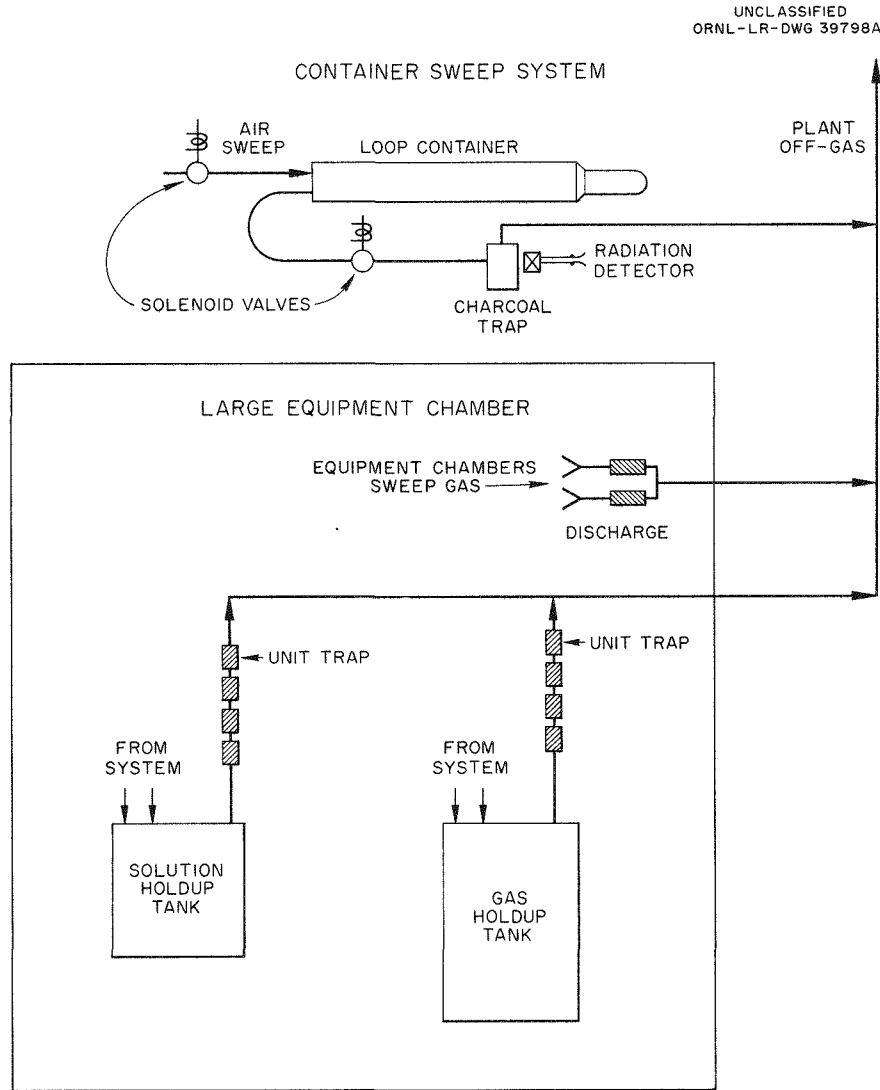 UNCLASSIFIED
ORNL-LR-DWG 39798A
CONTAINER SWEEP SYSTEM
AIR
SWEEP
LOOP CONTAINER
PLANT
OFF-GAS
RADIATION
DETECTOR
SOLENOID VALVES
CHARCOAL
TRAP
LARGE EQUIPMENT CHAMBER
EQUIPMENT CHAMBERS
SWEEP GAS
DISCHARGE
UNIT TRAP
UNIT TRAP
FROM
SYSTEM
FROM
SYSTEM
SOLUTION
HOLDUP
TANK
GAS
HOLDUP
TANK